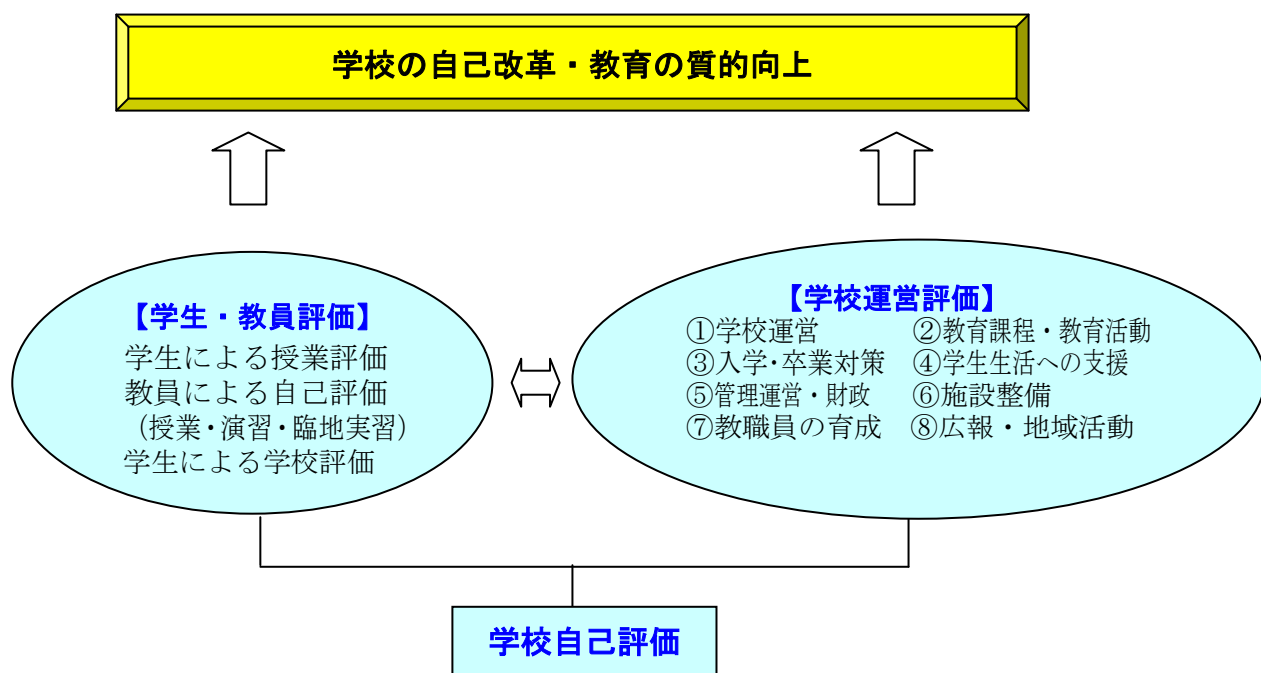 学校の自己改革・教育の質的向上
【学生・教員評価】
学生による授業評価
教員による自己評価
（授業・演習・臨地実習）
学生による学校評価
【学校運営評価】
①学校運営 ②教育課程・教育活動
③入学・卒業対策 ④学生生活への支援
⑤管理運営・財政 ⑥施設整備
⑦教職員の育成 ⑧広報・地域活動
学校自己評価